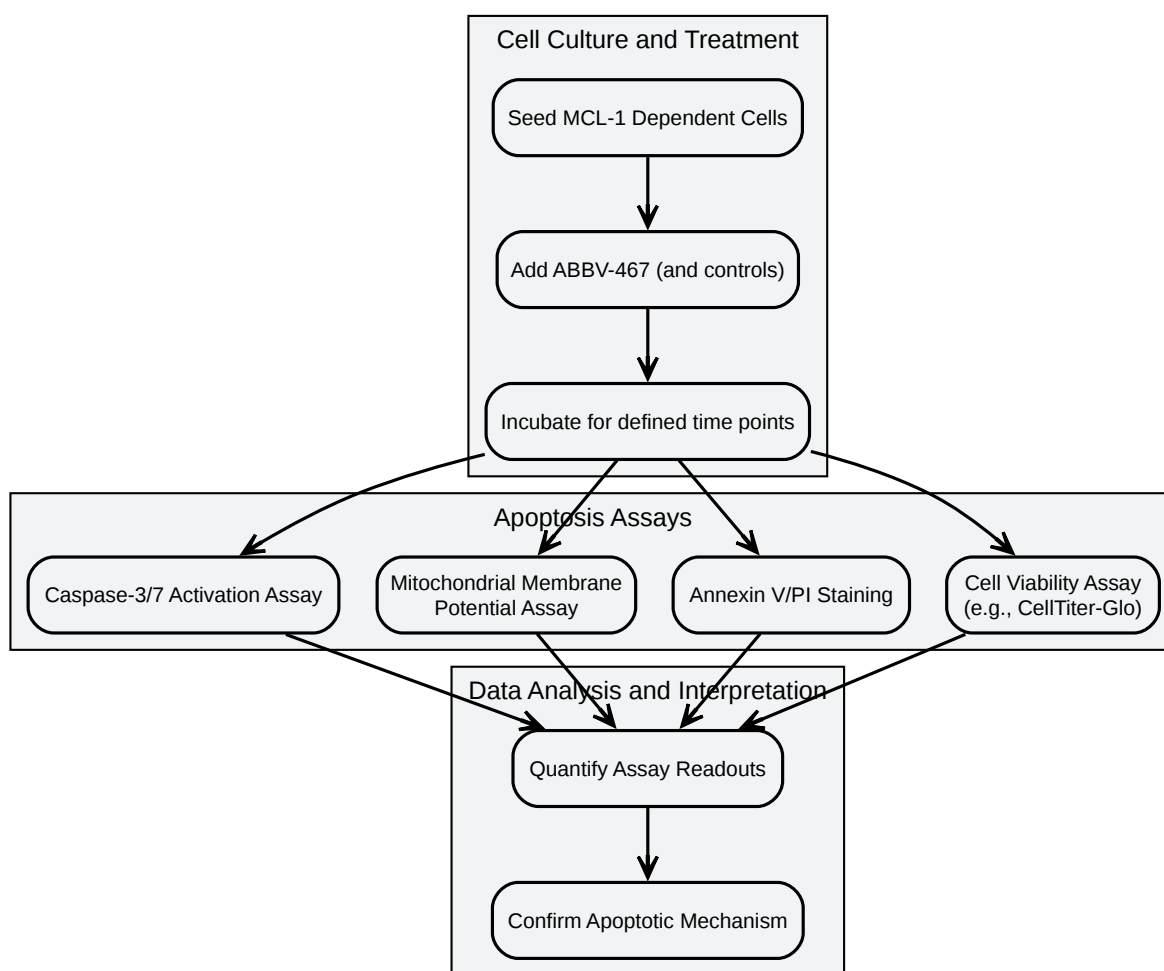 Cell Culture and Treatment
Seed MCL-1 Dependent Cells
Add ABBV-467 (and controls)
Incubate for defined time points
Apoptosis Assays
Caspase-3/7 Activation Assay
Mitochondrial Membrane
Potential Assay
Annexin V/PI Staining
Cell Viability Assay
(e.g., CellTiter-Glo)
Data Analysis and Interpretation
Quantify Assay Readouts
Confirm Apoptotic Mechanism